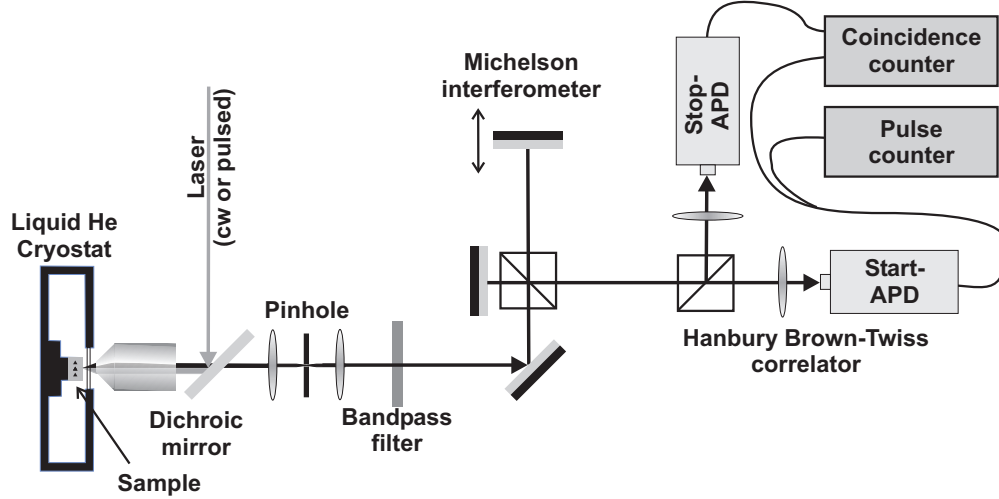 Michelson
interferometer
Stop-
APD
Coincidence
counter
Pulse
counter
Laser
(cw or pulsed)
Liquid He
Cryostat
Pinhole
Start-
APD
Hanbury Brown-Twiss
correlator
Dichroic
mirror
Bandpass
filter
Sample